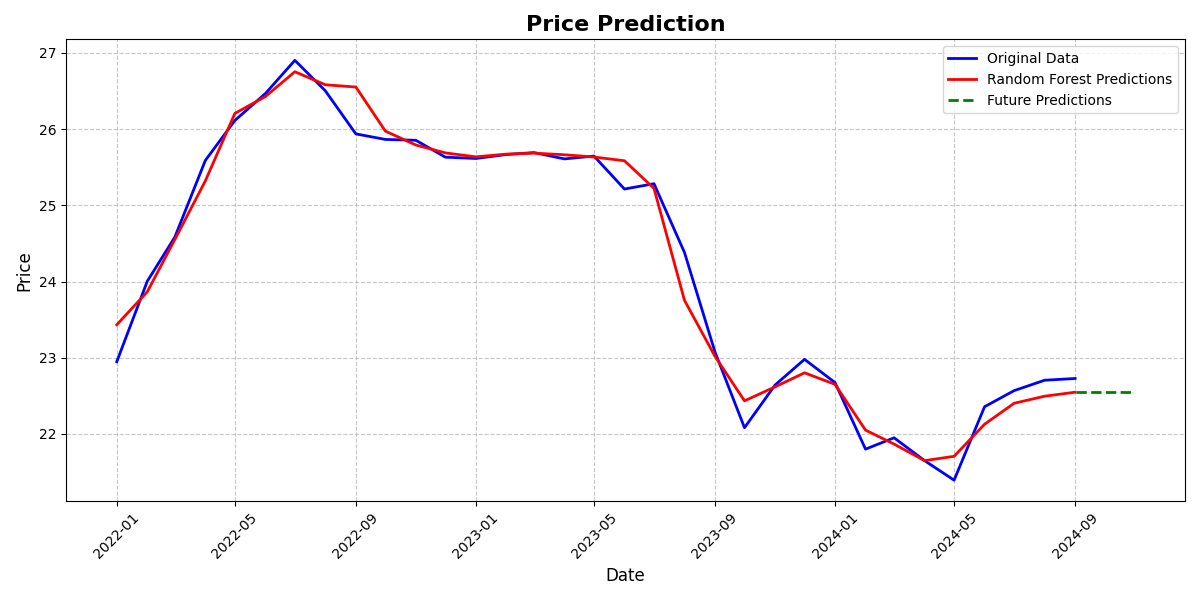 Price Prediction
Original Data
Random Forest Predictions
Future Predictions
Price
27
26
25
24
23
22
2022-01
2022-05
2022-09
2023-01
2023-05
2023-09
2024-01
2024-05
2024-09
Date